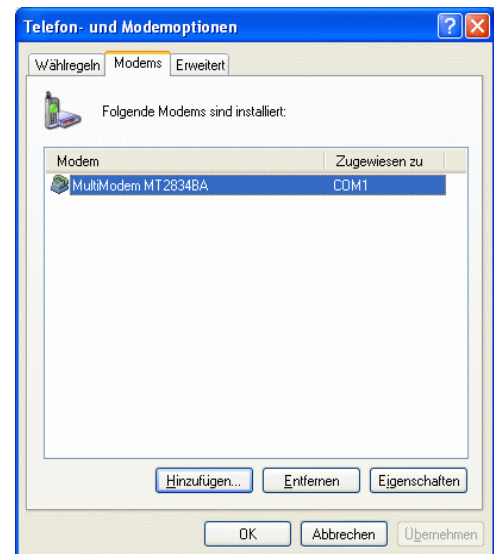 Telefon- und Modemoptionen
Wählregeln Modems Erweitert
Folgende Modems sind installiert:
Modem Zugewiesen zu
MultiModem MT2834BA COM1
Hinzufügen... Entfernen Eigenschaften
OK Abbrechen Übernehmen